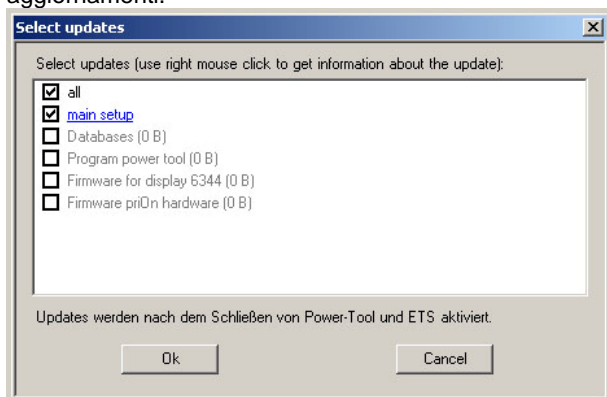 aggiornamenti.
Select updates
Select updates (use right mouse click to get information about the update):
all
main setup
Databases (0 B)
Program power tool (0 B)
Firmware for display 6344 (0 B)
Firmware priOn hardware (0 B)
Updates werden nach dem Schließen von Power-Tool und ETS aktiviert.
Ok
Cancel